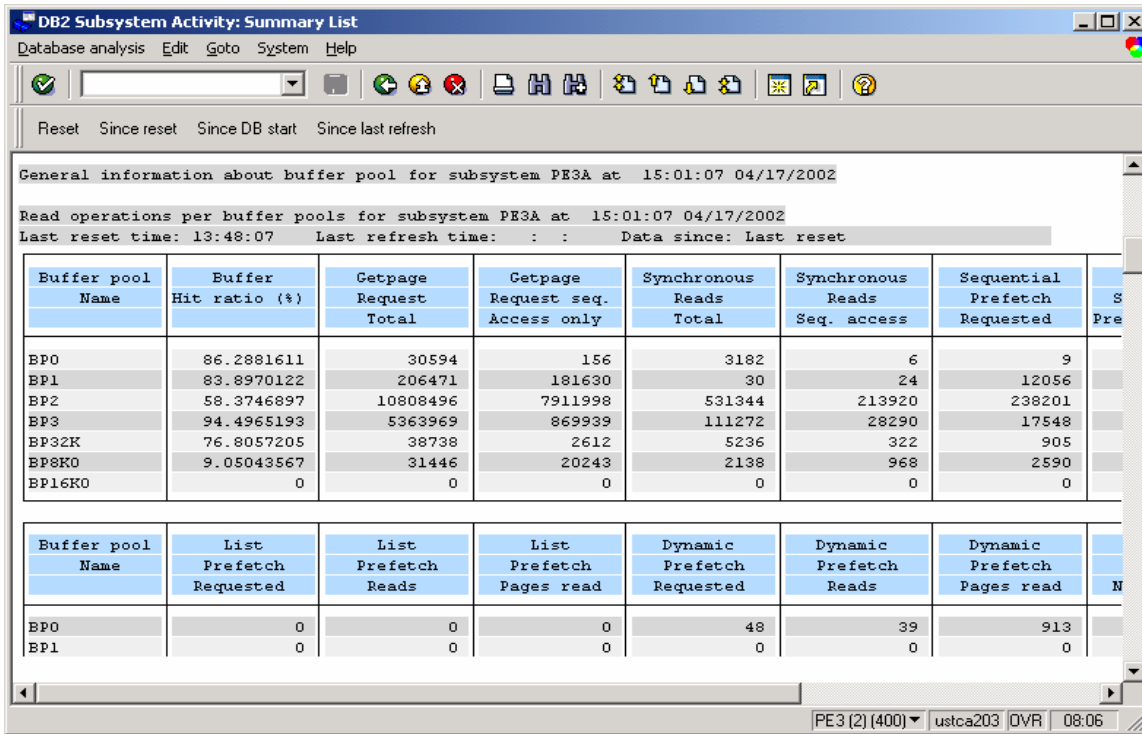 DB2 Subsystem Activity: Summary List
Database analysis Edit Goto System Help
Reset Since reset Since DB start Since last refresh
General information about buffer pool for subsystem PE3A at 15:01:07 04/17/2002
Read operations per buffer pools for subsystem PE3A at 15:01:07 04/17/2002
Last reset time: 13:48:07 Last refresh time: : : Data since: Last reset
Buffer pool Buffer Getpage Getpage Synchronous Synchronous Sequential
Name Hit ratio (%) Request Request seq. Reads Reads Prefetch S
Total Access only Total Seq. access Requested Pre
BP0 86.2881611 30594 156 3182 6 9
BP1 83.8970122 206471 181630 30 24 12056
BP2 58.3746897 10808496 7911998 531344 213920 238201
BP3 94.4965193 5363969 869939 111272 28290 17548
BP32K 76.8057205 38738 2612 5236 322 905
BP8K0 9.05043567 31446 20243 2138 968 2590
BP16K0 0 0 0 0 0 0
Buffer pool List List List Dynamic Dynamic Dynamic
Name Prefetch Prefetch Prefetch Prefetch Prefetch Prefetch
Requested Reads Pages read Requested Reads Pages read N
BP0 0 0 0 48 39 913
BP1 0 0 0 0 0 0
PE3 (2) (400) ustca203 OVR 08:06